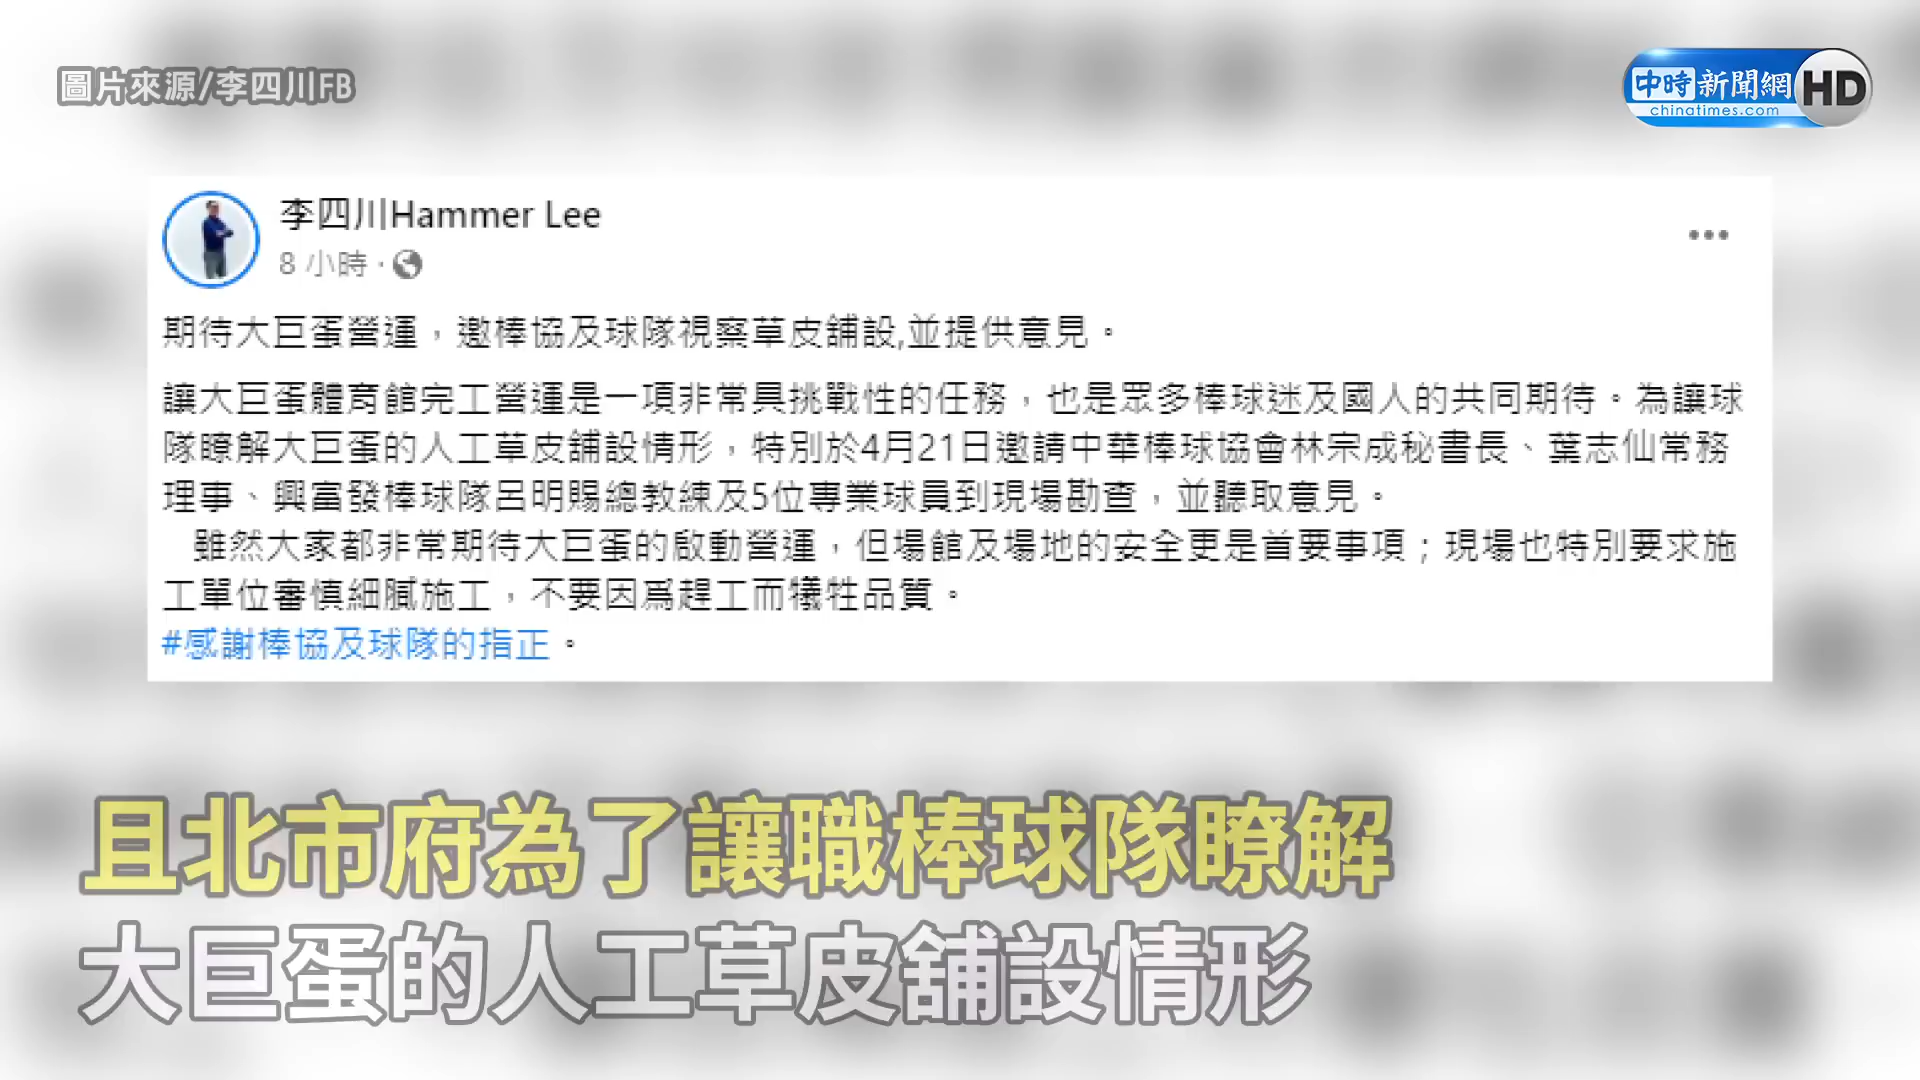 圖片來源/李四川FB
中時新聞網HD
chinatimes.com
李四川Hammer Lee
8 小時·
期待大巨蛋營運，邀棒協及球隊視察草皮舖設,並提供意見。
讓大巨蛋體育館完工營運是一項非常具挑戰性的任務，也是眾多棒球迷及國人的共同期待。為讓球
隊瞭解大巨蛋的人工草皮舖設情形，特別於4月21日邀請中華棒球協會林宗成秘書長、葉志仙常務
理事、興富發棒球隊呂明賜總教練及5位專業球員到現場勘查，並聽取意見。
雖然大家都非常期待大巨蛋的啟動營運，但場館及場地的安全更是首要事項；現場也特別要求施
工單位審慎細膩施工，不要因爲趕工而犧牲品質。
#感謝棒協及球隊的指正。
且北市府為了讓職棒球隊瞭解
大巨蛋的人工草皮舖設情形